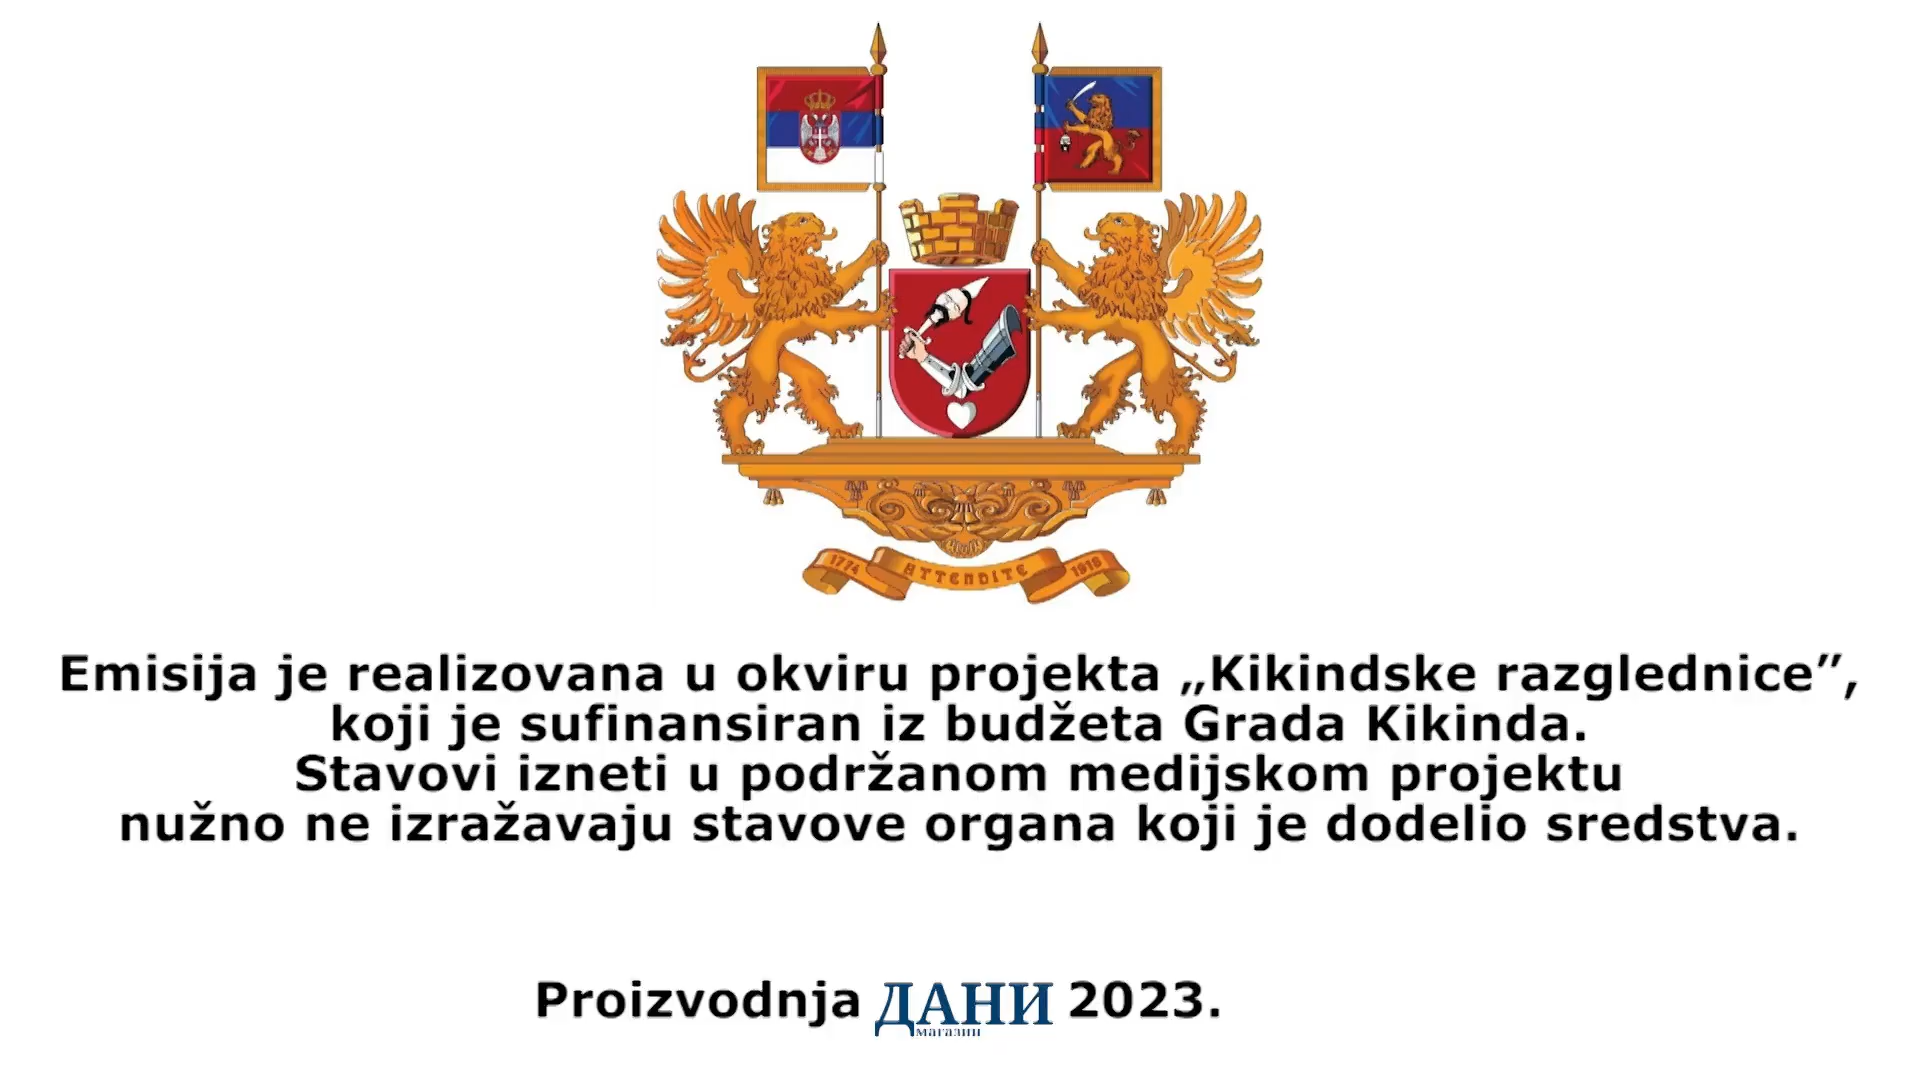 1774 ATTENDITE 1918
Emisija je realizovana u okviru projekta „Kikindske razglednice”,
koji je sufinansiran iz budžeta Grada Kikinda.
Stavovi izneti u podržanom medijskom projektu
nužno ne izražavaju stavove organa koji je dodelio sredstva.
Proizvodnja ДАНИ 2023.
магазин